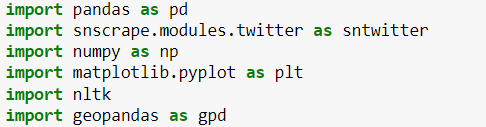 import pandas as pd
import snscrape.modules.twitter as sntwitter
import numpy as np
import matplotlib.pyplot as plt
import nltk
import geopandas as gpd